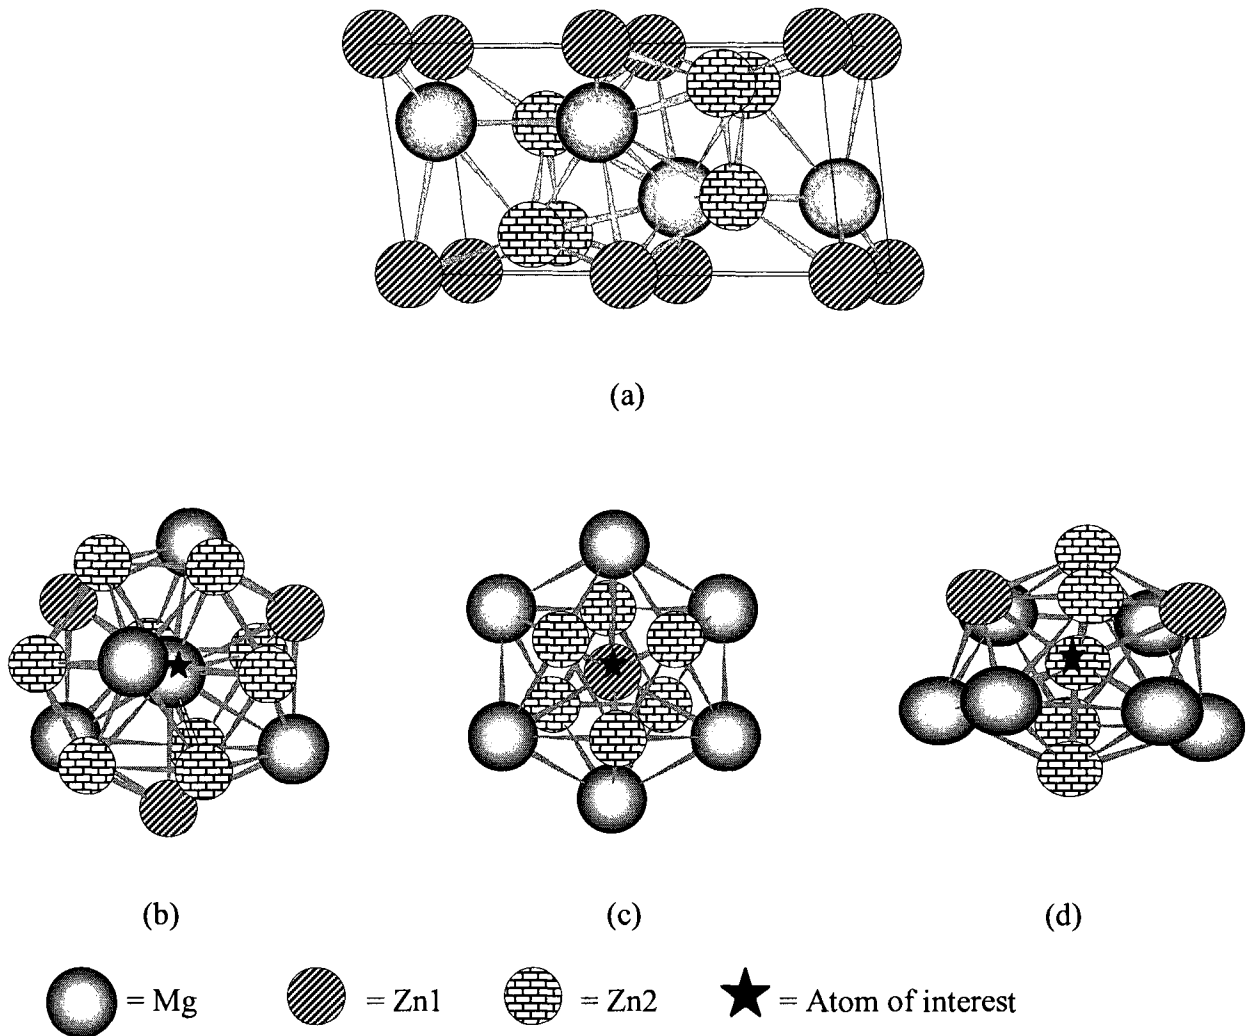 (a)
(b) (c) (d)
= Mg = Zn1 = Zn2 = Atom of interest